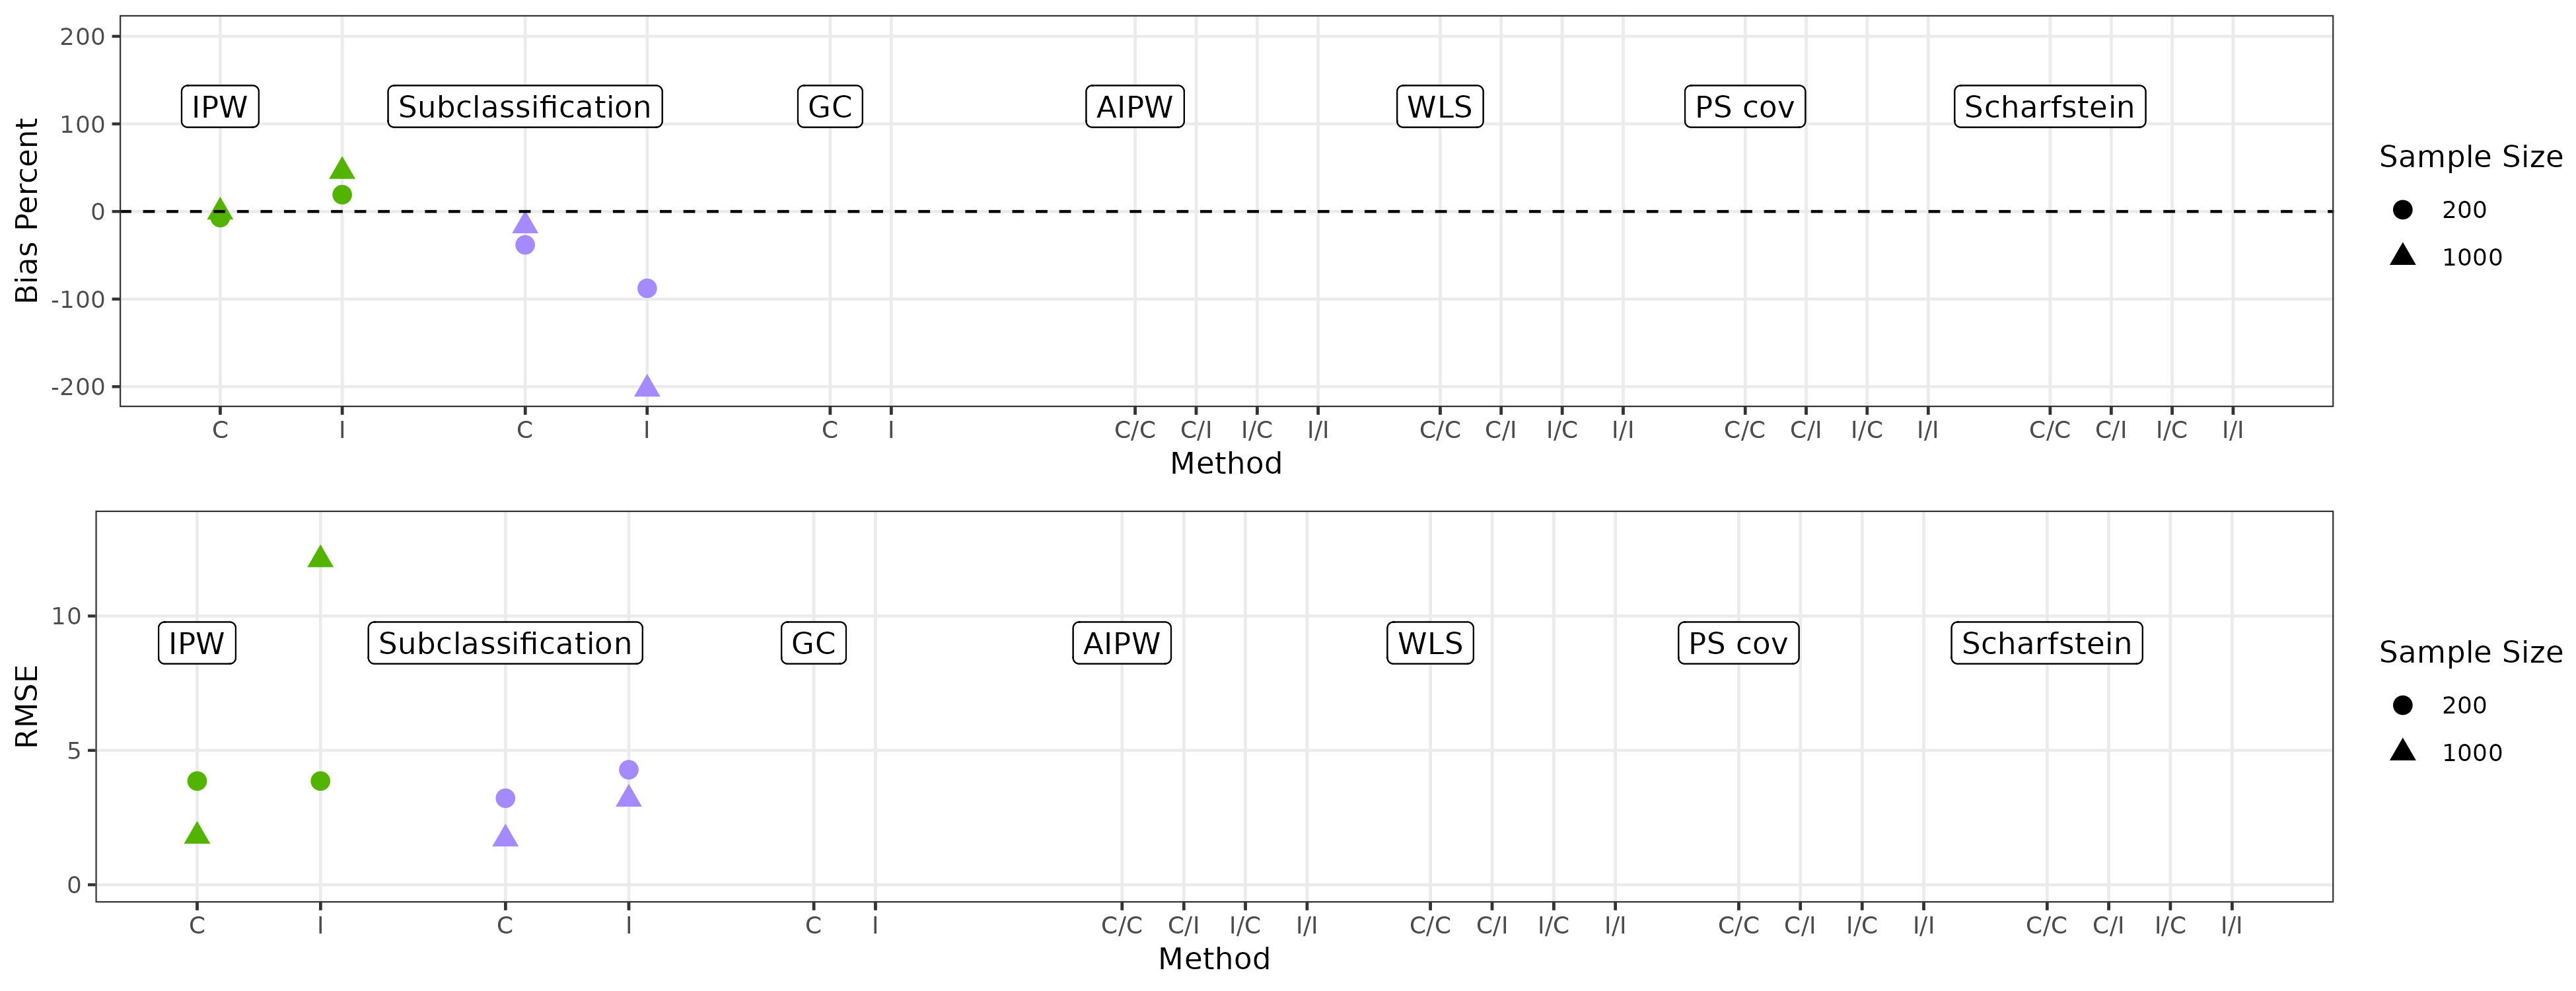 200
IPW
Subclassification
GC
AIPW
WLS
PS cov
Scharfstein
100
0
-100
-200
Bias Percent
C I C I C I C/C C/I I/C I/I C/C C/I I/C I/I C/C C/I I/C I/I C/C C/I I/C I/I
Method
Sample Size
200
1000
10
IPW
Subclassification
GC
AIPW
WLS
PS cov
Scharfstein
5
0
RMSE
C I C I C I C/C C/I I/C I/I C/C C/I I/C I/I C/C C/I I/C I/I C/C C/I I/C I/I
Method
Sample Size
200
1000